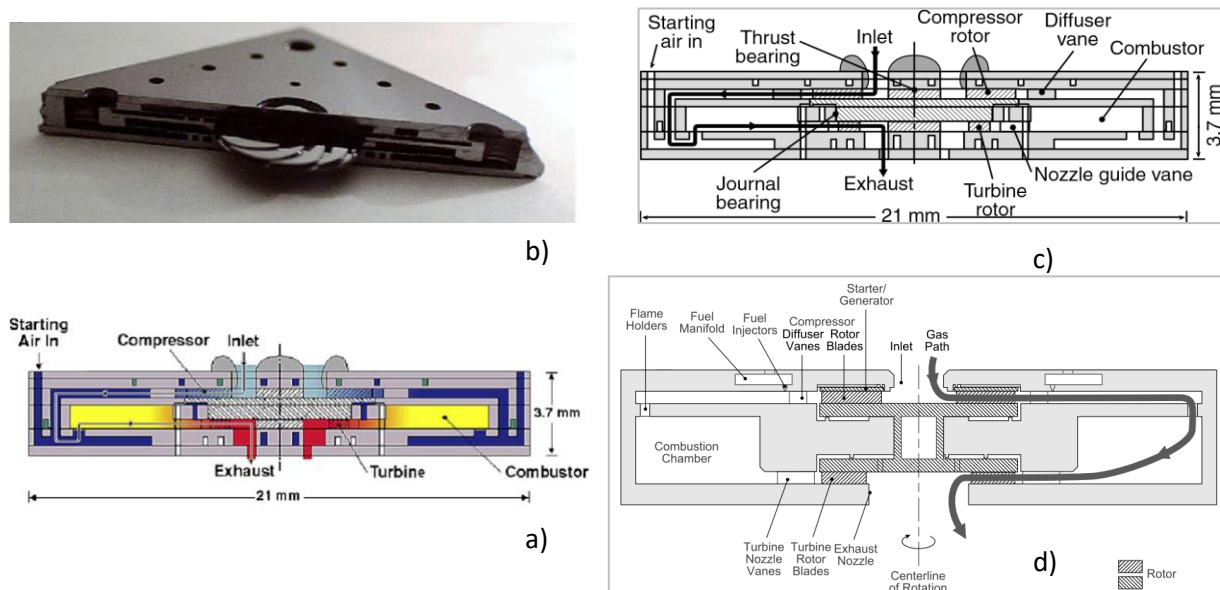 b)
Starting
air in
Thrust
bearing
Inlet
Compressor
rotor
Diffuser
vane
Combustor
3.7 mm
Journal
bearing
Exhaust
Turbine
rotor
Nozzle guide vane
21 mm
c)
Starting
Air In
Compressor
Inlet
3.7 mm
Exhaust
Turbine
Combustor
21 mm
a)
Starter/
Generator
Flame
Holders
Fuel
Manifold
Fuel
Injectors
Compressor
Diffuser
Vanes
Rotor
Blades
Inlet
Gas
Path
Combustion
Chamber
Turbine
Nozzle
Vanes
Turbine
Rotor
Blades
Exhaust
Nozzle
Centerline
of Rotation
d)
Rotor